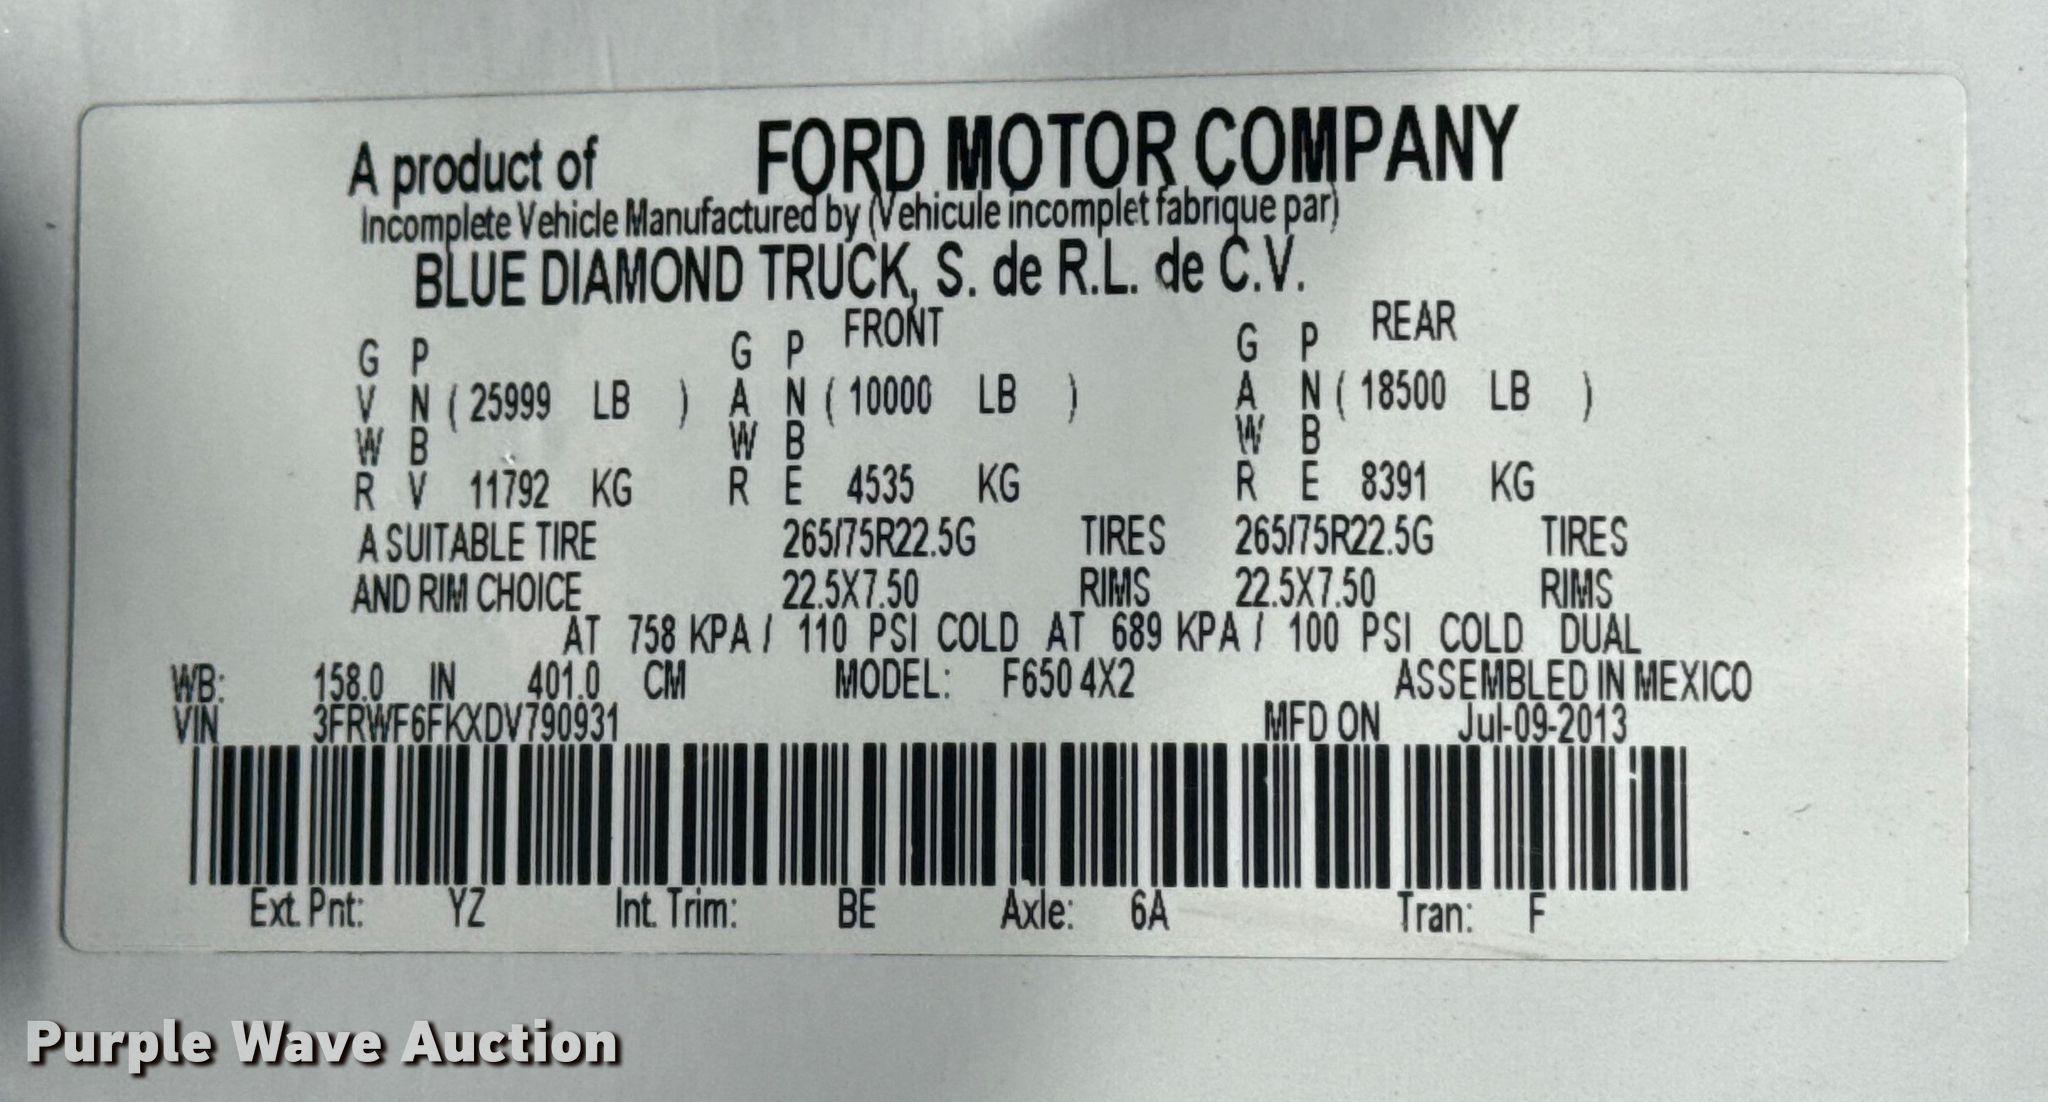 A product of FORD MOTOR COMPANY
Incomplete Vehicle Manufactured by (Vehicule incomplet fabrique par)
BLUE DIAMOND TRUCK, S. de R.L. de C.V.
G P G P FRONT G P REAR
V N ( 25999 LB ) A N ( 10000 LB ) A N ( 18500 LB )
W B W B W B
R V 11792 KG R E 4535 KG R E 8391 KG
A SUITABLE TIRE 265/75R22.5G TIRES 265/75R22.5G TIRES
AND RIM CHOICE 22.5X7.50 RIMS 22.5X7.50 RIMS
AT 758 KPA / 110 PSI COLD AT 689 KPA / 100 PSI COLD DUAL
WB: 158.0 IN 401.0 CM MODEL: F650 4X2 ASSEMBLED IN MEXICO
VIN 3FRWF6FKXDV790931 MFD ON Jul-09-2013
Ext. Pnt: YZ Int. Trim: BE Axle: 6A Tran: F
Purple Wave Auction